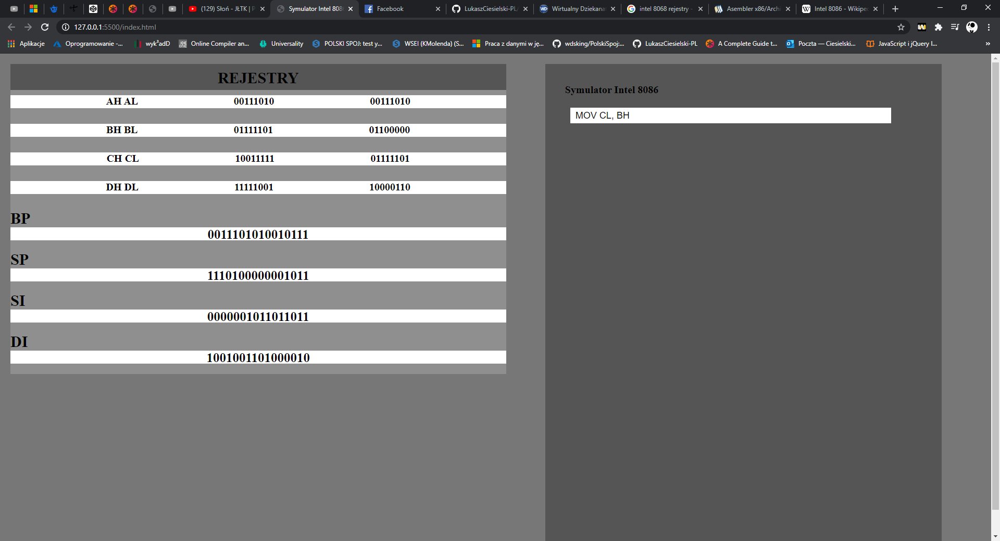 (129) Słoń - JŁTK | P
Symulator Intel 808
Facebook
LukaszCiesielski-PL/
Wirtualny Dziekana
intel 8068 rejestry -
Asembler x86/Archi
Intel 8086 - Wikipe
127.0.0.1:5500/index.html
Aplikacje
Oprogramowanie -...
wyk³adD
Online Compiler an...
Universality
POLSKI SPOJ: test y...
WSEI (KMolenda) (S...
Praca z danymi w ję...
wdsking/PolskiSpoj:...
LukaszCiesielski-PL
A Complete Guide t...
Poczta — Ciesielski...
JavaScript i jQuery I...
»
REJESTRY
AH AL 00111010 00111010
BH BL 01111101 01100000
CH CL 10011111 01111101
DH DL 11111001 10000110
BP
0011101010010111
SP
1110100000001011
SI
0000001011011011
DI
1001001101000010
Symulator Intel 8086
MOV CL, BH